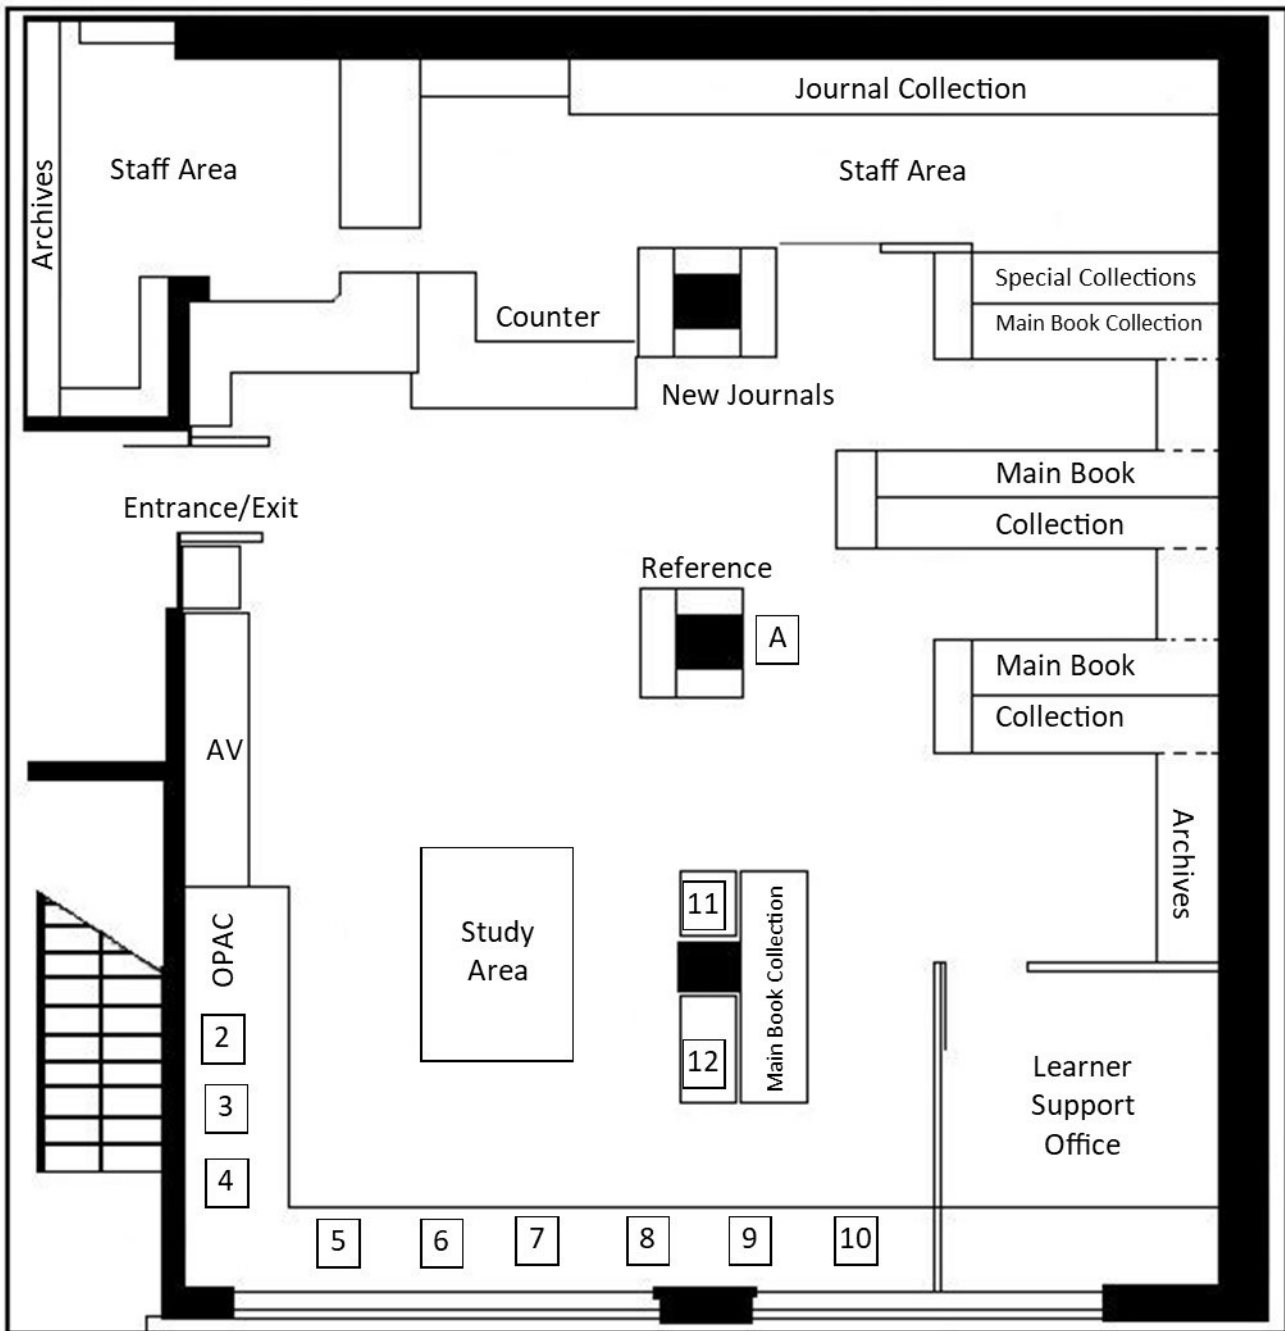 Journal Collection
Archives
Staff Area
Staff Area
Special Collections
Main Book Collection
Counter
New Journals
Main Book
Collection
Entrance/Exit
Reference
A
Main Book
Collection
AV
Archives
OPAC
Study
Area
11
Main Book Collection
12
2
3
4
Learner
Support
Office
5
6
7
8
9
10